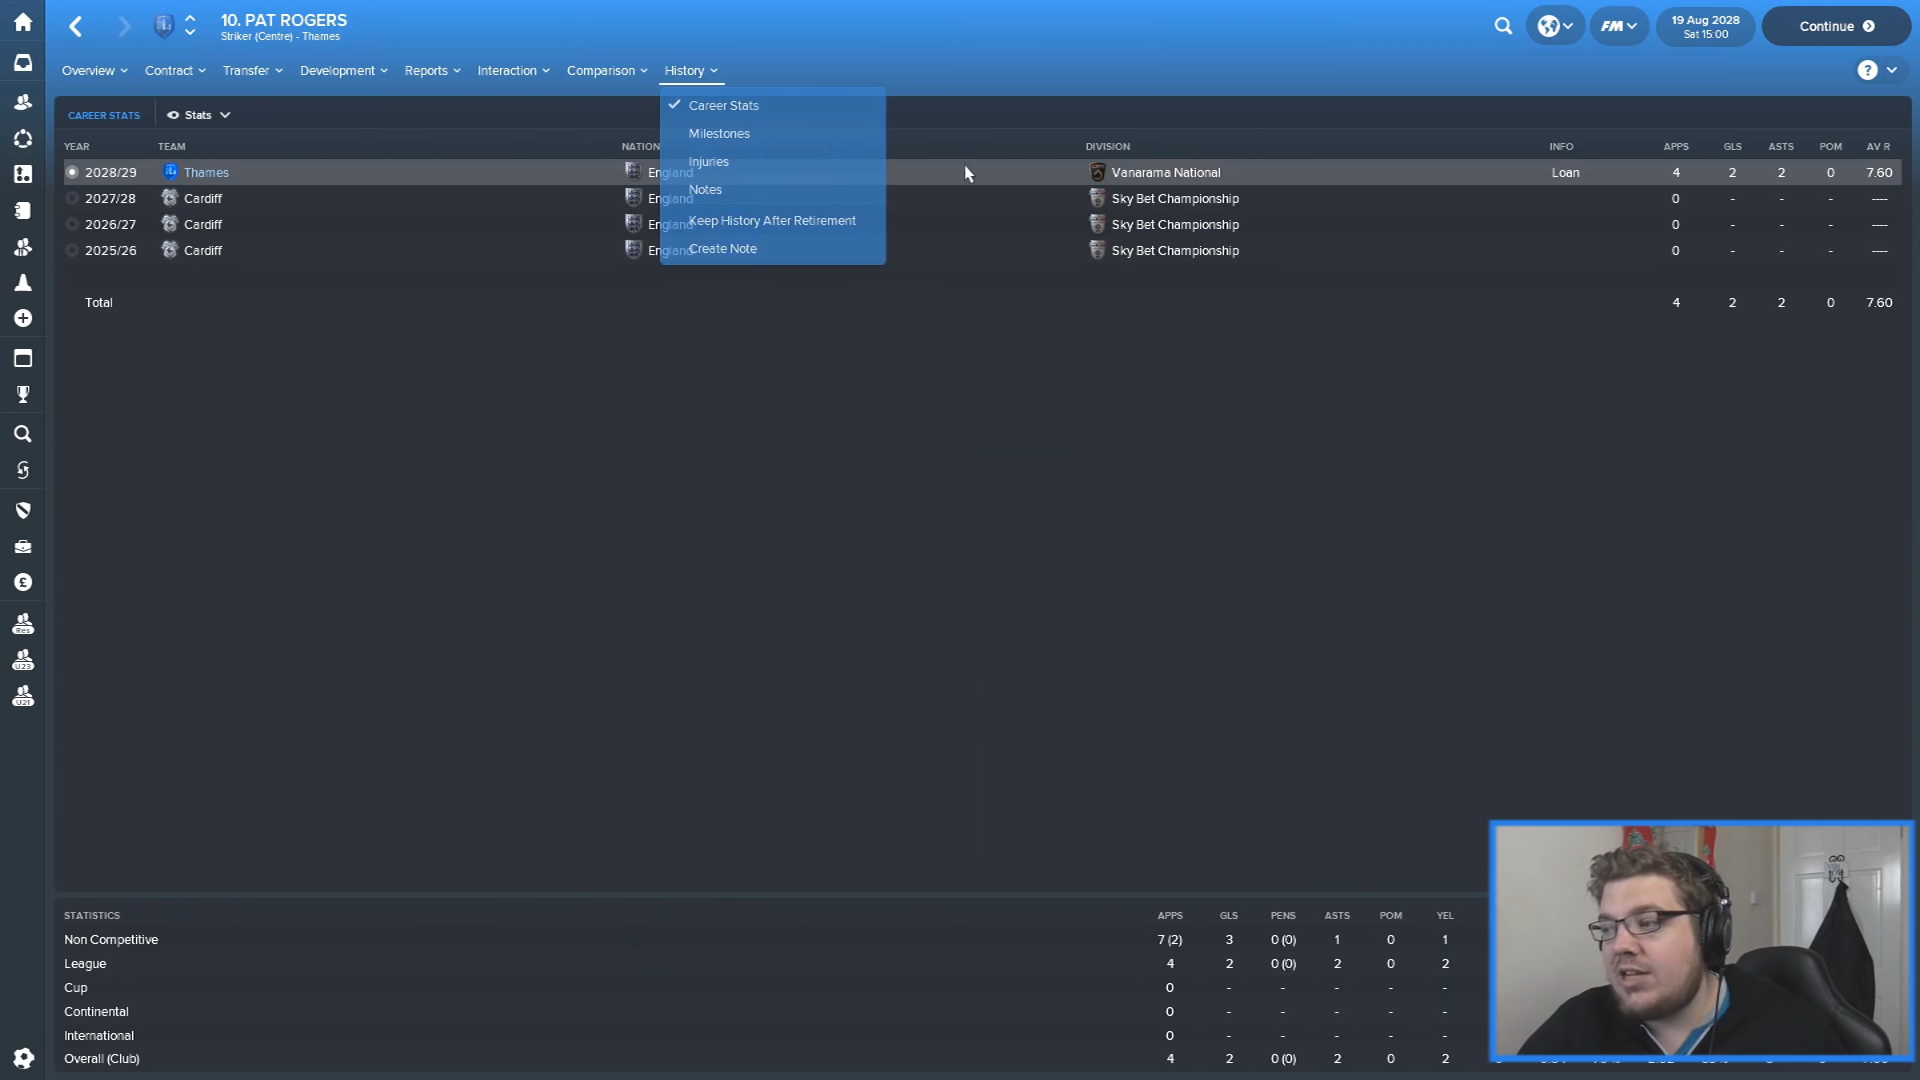 10. PAT ROGERS
Striker (Centre) - Thames
FM
19 Aug 2028
Sat 15:00
Continue
Overview Contract Transfer Development Reports Interaction Comparison History
?
CAREER STATS Stats
Career Stats
Milestones
Injuries
Notes
Keep History After Retirement
Create Note
YEAR TEAM NATION DIVISION INFO APPS GLS ASTS POM AV R
2028/29 Thames England Vanarama National Loan 4 2 2 0 7.60
2027/28 Cardiff England Sky Bet Championship 0 - - - ----
2026/27 Cardiff England Sky Bet Championship 0 - - - ----
2025/26 Cardiff England Sky Bet Championship 0 - - - ----
Total 4 2 2 0 7.60
£
Res
U23
U21
STATISTICS APPS GLS PENS ASTS POM YEL
Non Competitive 7 (2) 3 0 (0) 1 0 1
League 4 2 0 (0) 2 0 2
Cup 0 - - - - -
Continental 0 - - - - -
International 0 - - - - -
Overall (Club) 4 2 0 (0) 2 0 2